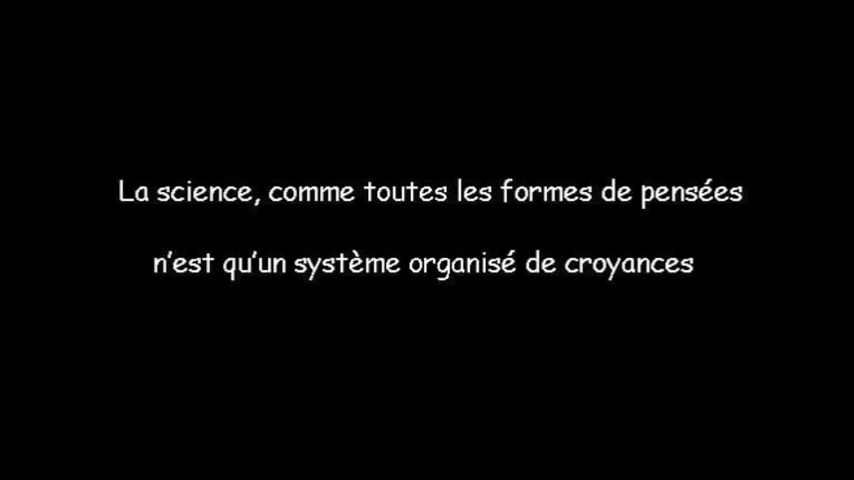 La science, comme toutes les formes de pensées
n'est qu'un système organisé de croyances